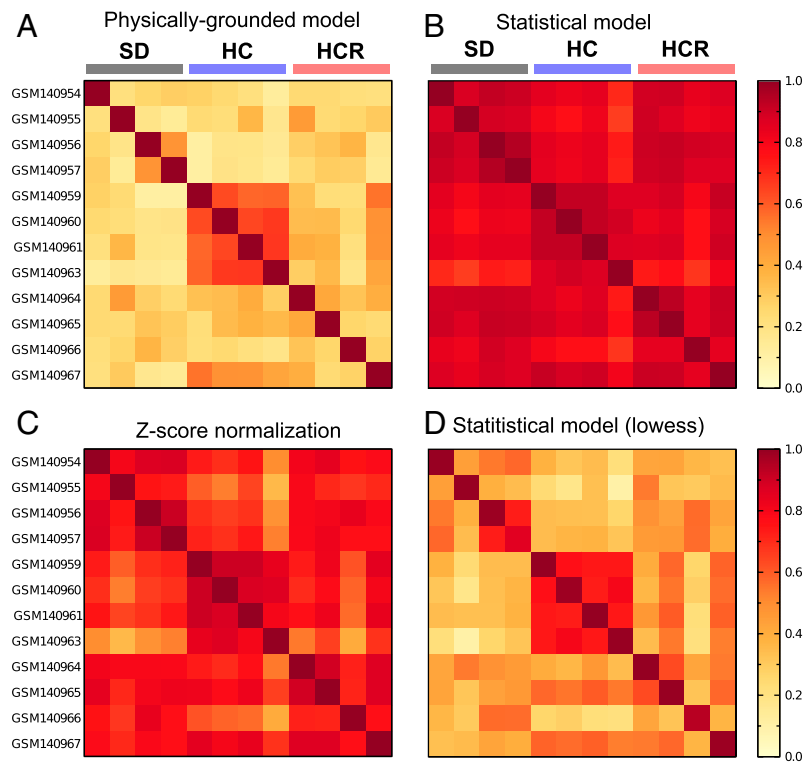 A
Physically-grounded model
B
Statistical model
SD
HC
HCR
SD
HC
HCR
GSM140954
GSM140955
GSM140956
GSM140957
GSM140959
GSM140960
GSM140961
GSM140963
GSM140964
GSM140965
GSM140966
GSM140967
1.0
0.8
0.6
0.4
0.2
0.0
C
Z-score normalization
D
Statitistical model (lowess)
GSM140954
GSM140955
GSM140956
GSM140957
GSM140959
GSM140960
GSM140961
GSM140963
GSM140964
GSM140965
GSM140966
GSM140967
1.0
0.8
0.6
0.4
0.2
0.0